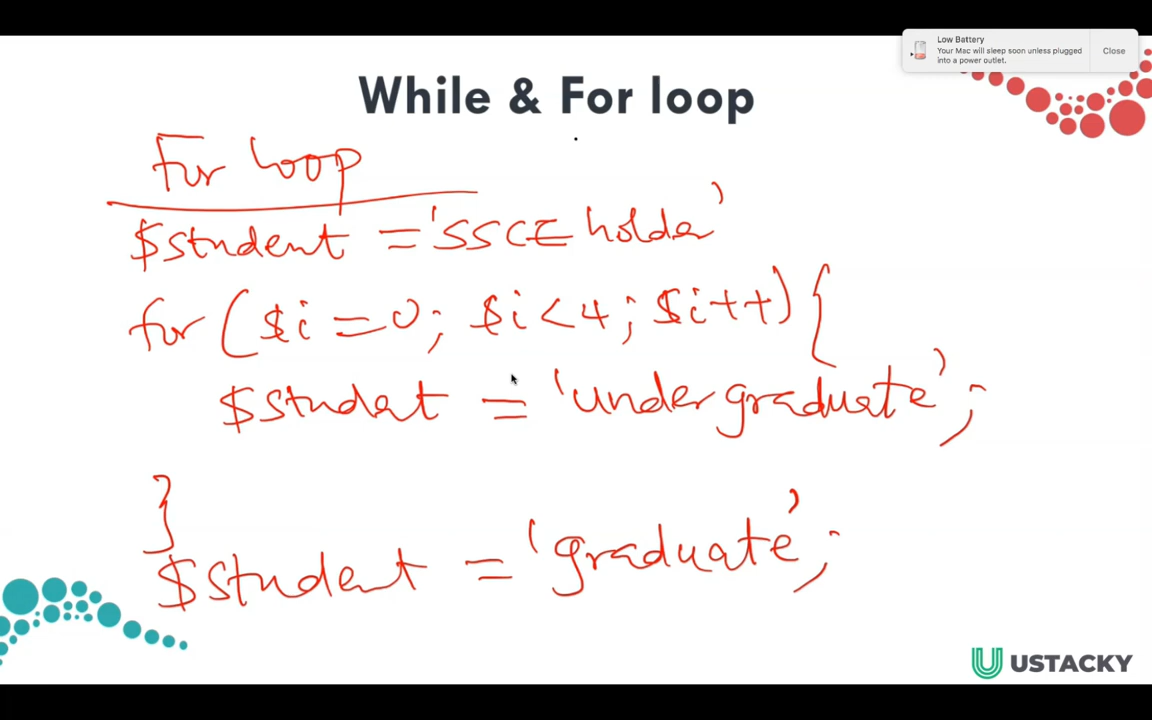 Low Battery
Your Mac will sleep soon unless plugged
into a power outlet.
Close
While & For loop
For loop
$student = 'SSCE holder'
for ($i = 0; $i < 4; $i++) {
$student = 'undergraduate';
}
$student = 'graduate';
USTACKY